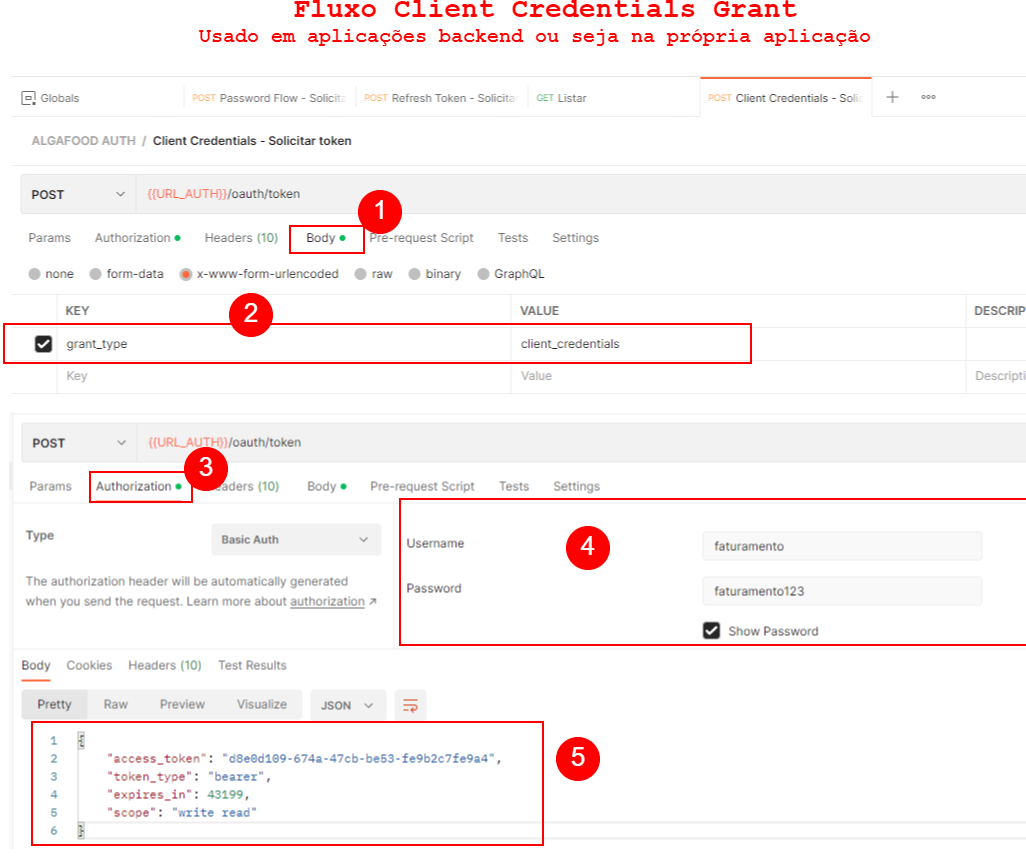 Fluxo Client Credentials Grant
Usado em aplicações backend ou seja na própria aplicação
Globals POST Password Flow - Solicita POST Refresh Token - Solicita GET Listar POST Client Credentials - Solic
ALGAFOOD AUTH / Client Credentials - Solicitar token
POST {{URL_AUTH}}/oauth/token
1
Params Authorization Headers (10) Body Pre-request Script Tests Settings
none form-data x-www-form-urlencoded raw binary GraphQL
2
KEY VALUE DESCRIP
grant_type client_credentials
Key Value Descripti
POST {{URL_AUTH}}/oauth/token
3
Params Authorization eaders (10) Body Pre-request Script Tests Settings
Type Basic Auth
4
Username faturamento
The authorization header will be automatically generated
when you send the request. Learn more about authorization ↗
Password faturamento123
Show Password
Body Cookies Headers (10) Test Results
Pretty Raw Preview Visualize JSON
5
1 {
2 "access_token": "d8e0d109-674a-47cb-be53-fe9b2c7fe9a4",
3 "token_type": "bearer",
4 "expires_in": 43199,
5 "scope": "write read"
6 }